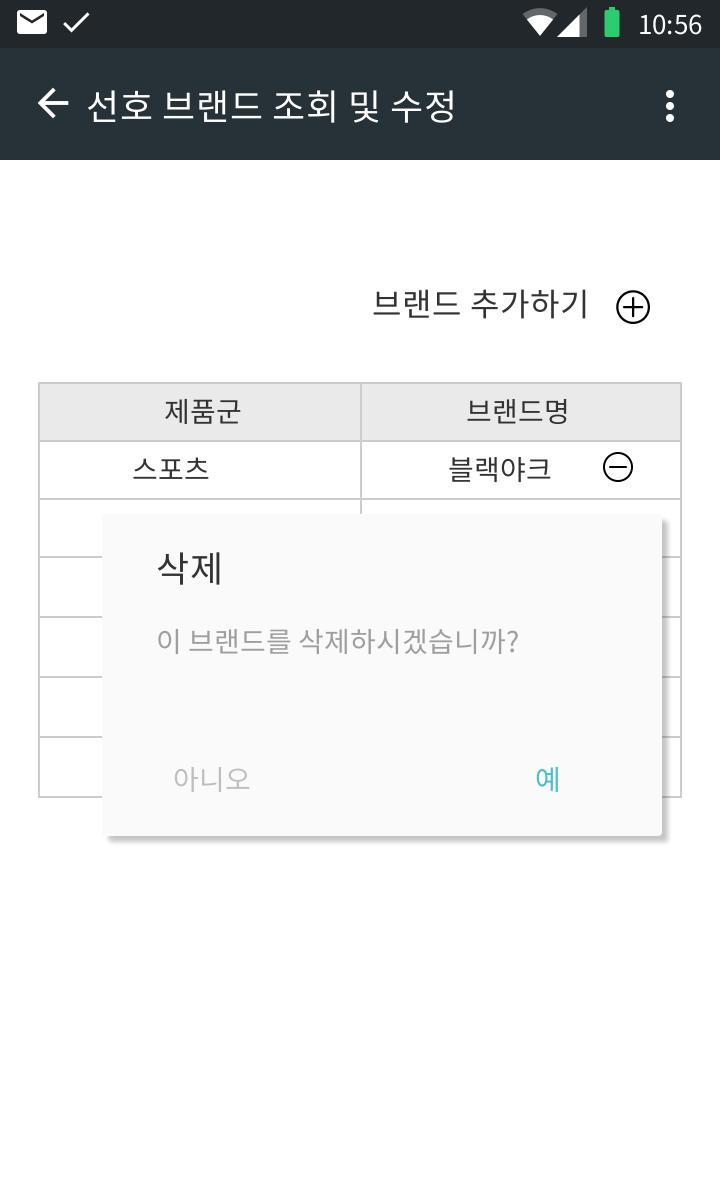 10:56
선호 브랜드 조회 및 수정
브랜드 추가하기
제품군 브랜드명
스포츠 블랙야크
삭제
이 브랜드를 삭제하시겠습니까?
아니오 예